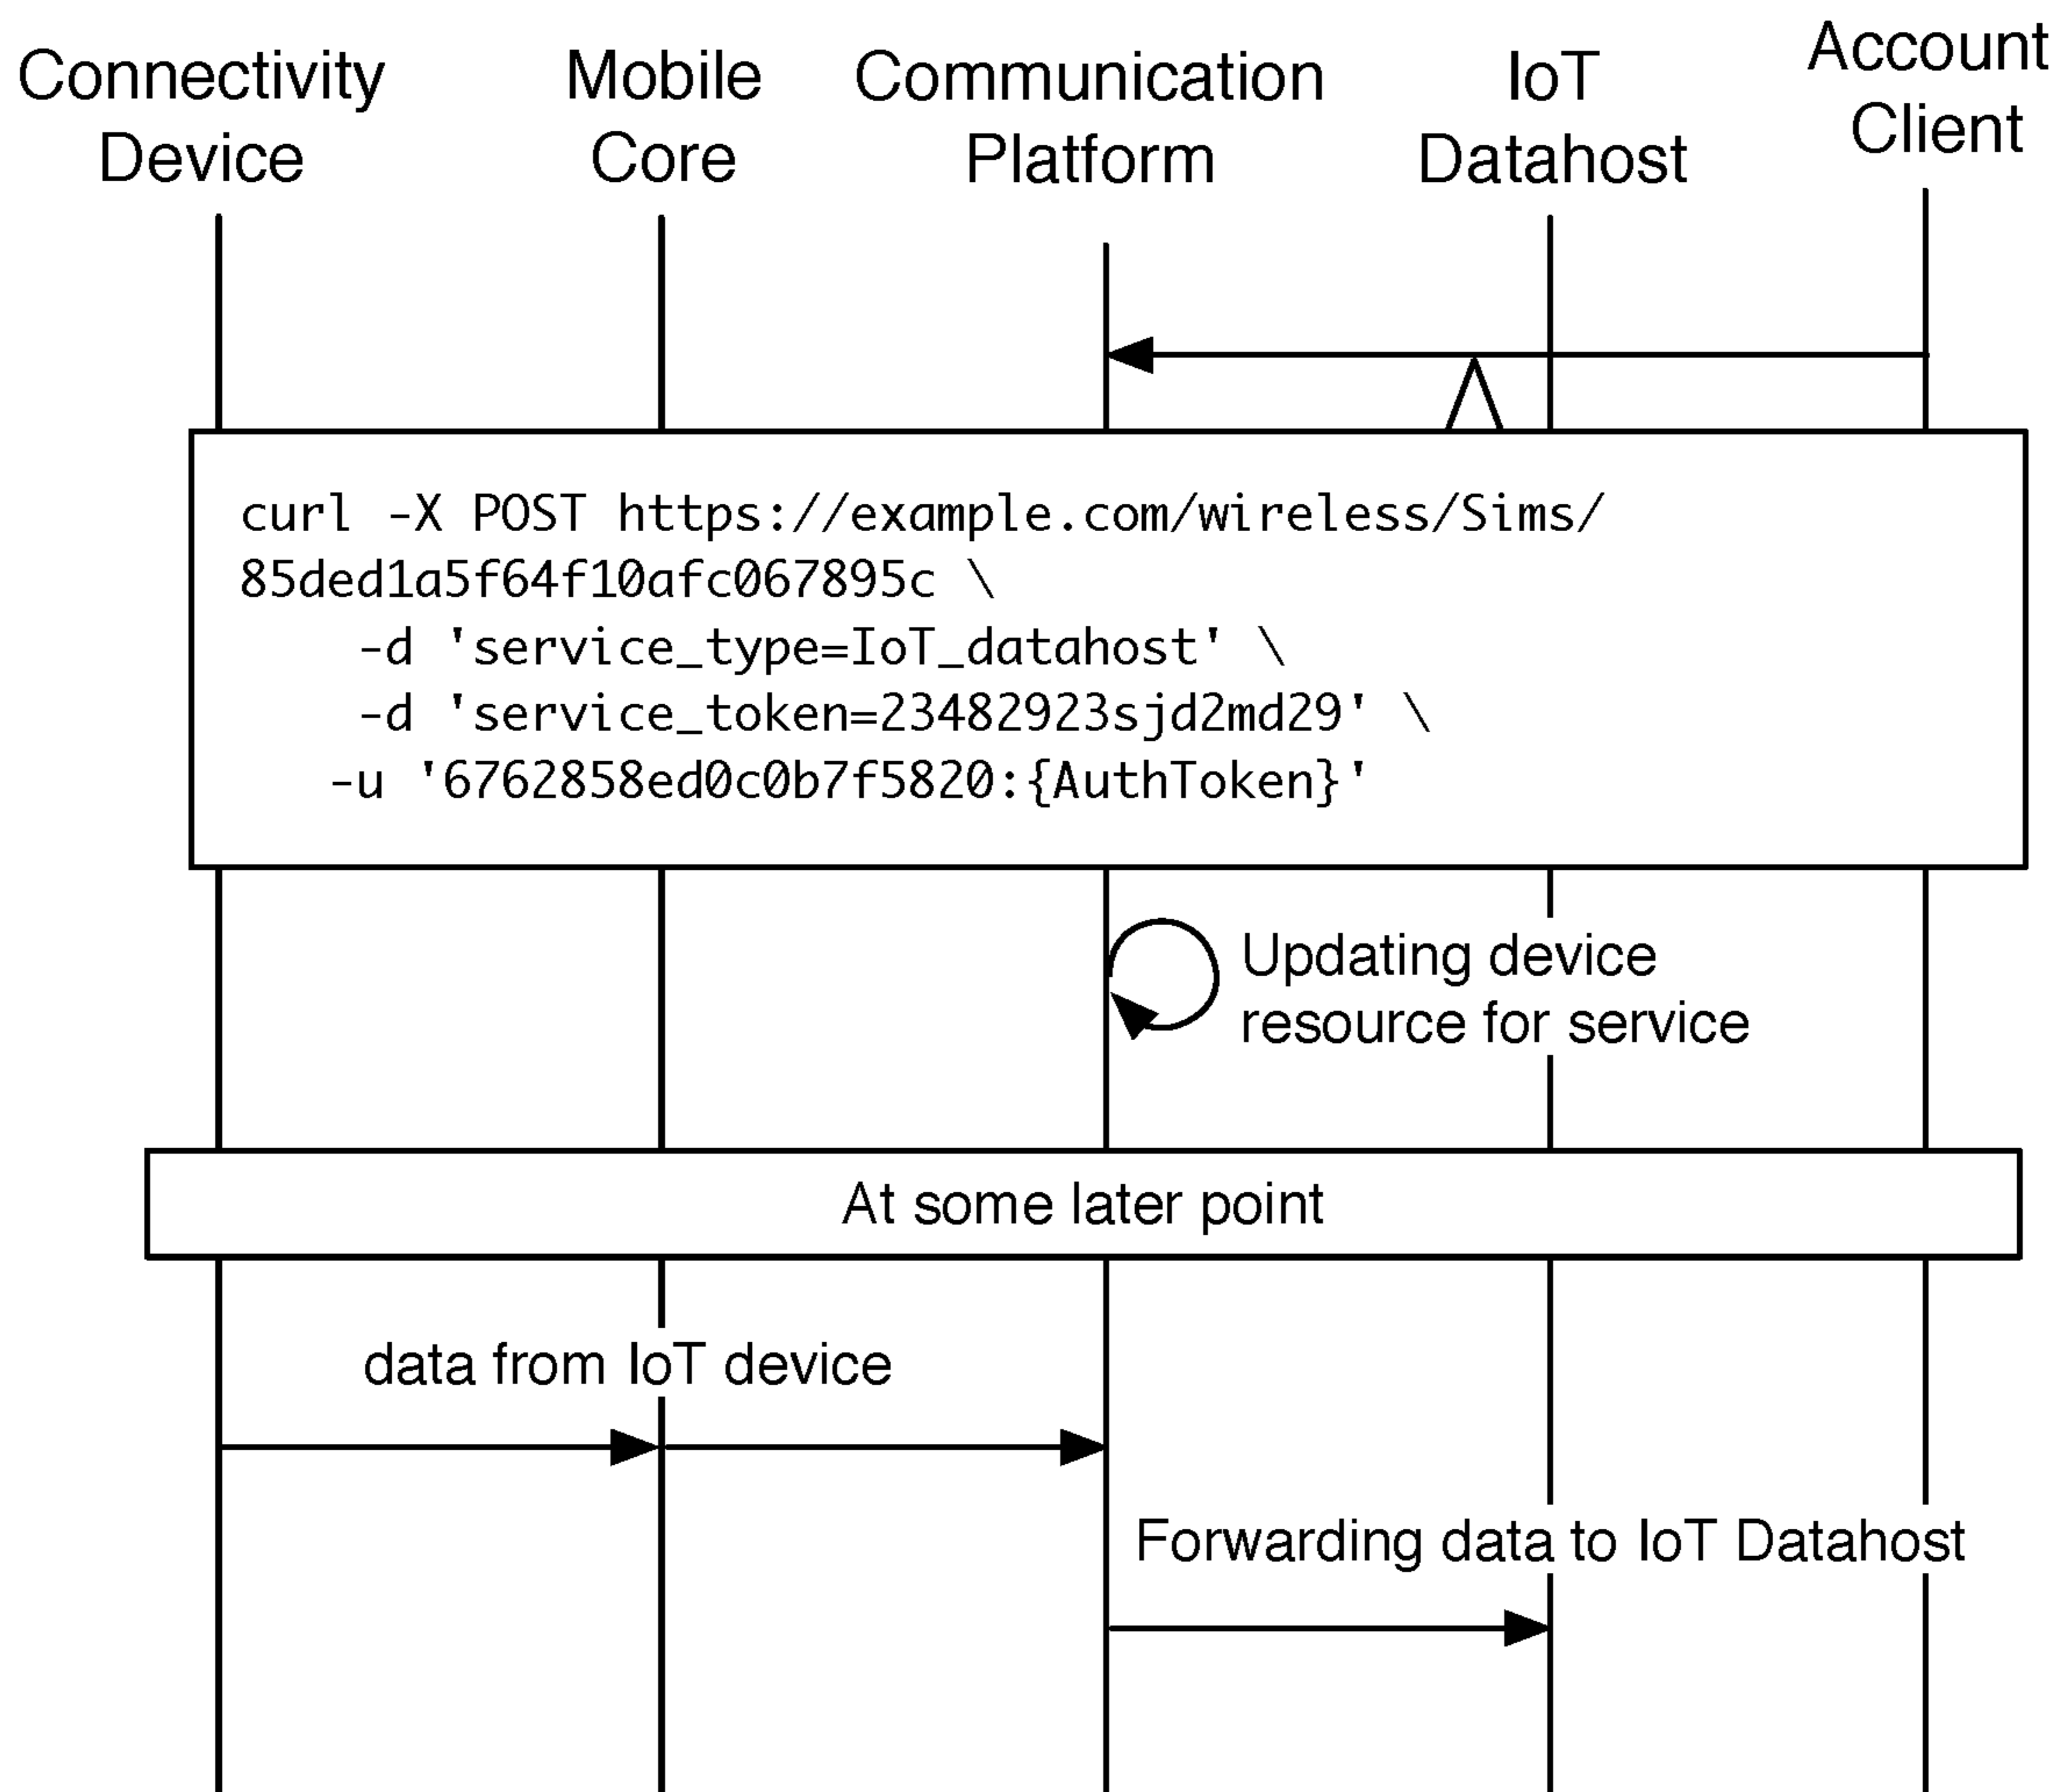 Connectivity
Device
Mobile
Core
Communication
Platform
IoT
Datahost
Account
Client
curl -X POST https://example.com/wireless/Sims/
85ded1a5f64f10afc067895c \
-d 'service_type=IoT_datahost' \
-d 'service_token=23482923sjd2md29' \
-u '6762858ed0c0b7f5820:{AuthToken}'
Updating device
resource for service
At some later point
data from IoT device
Forwarding data to IoT Datahost